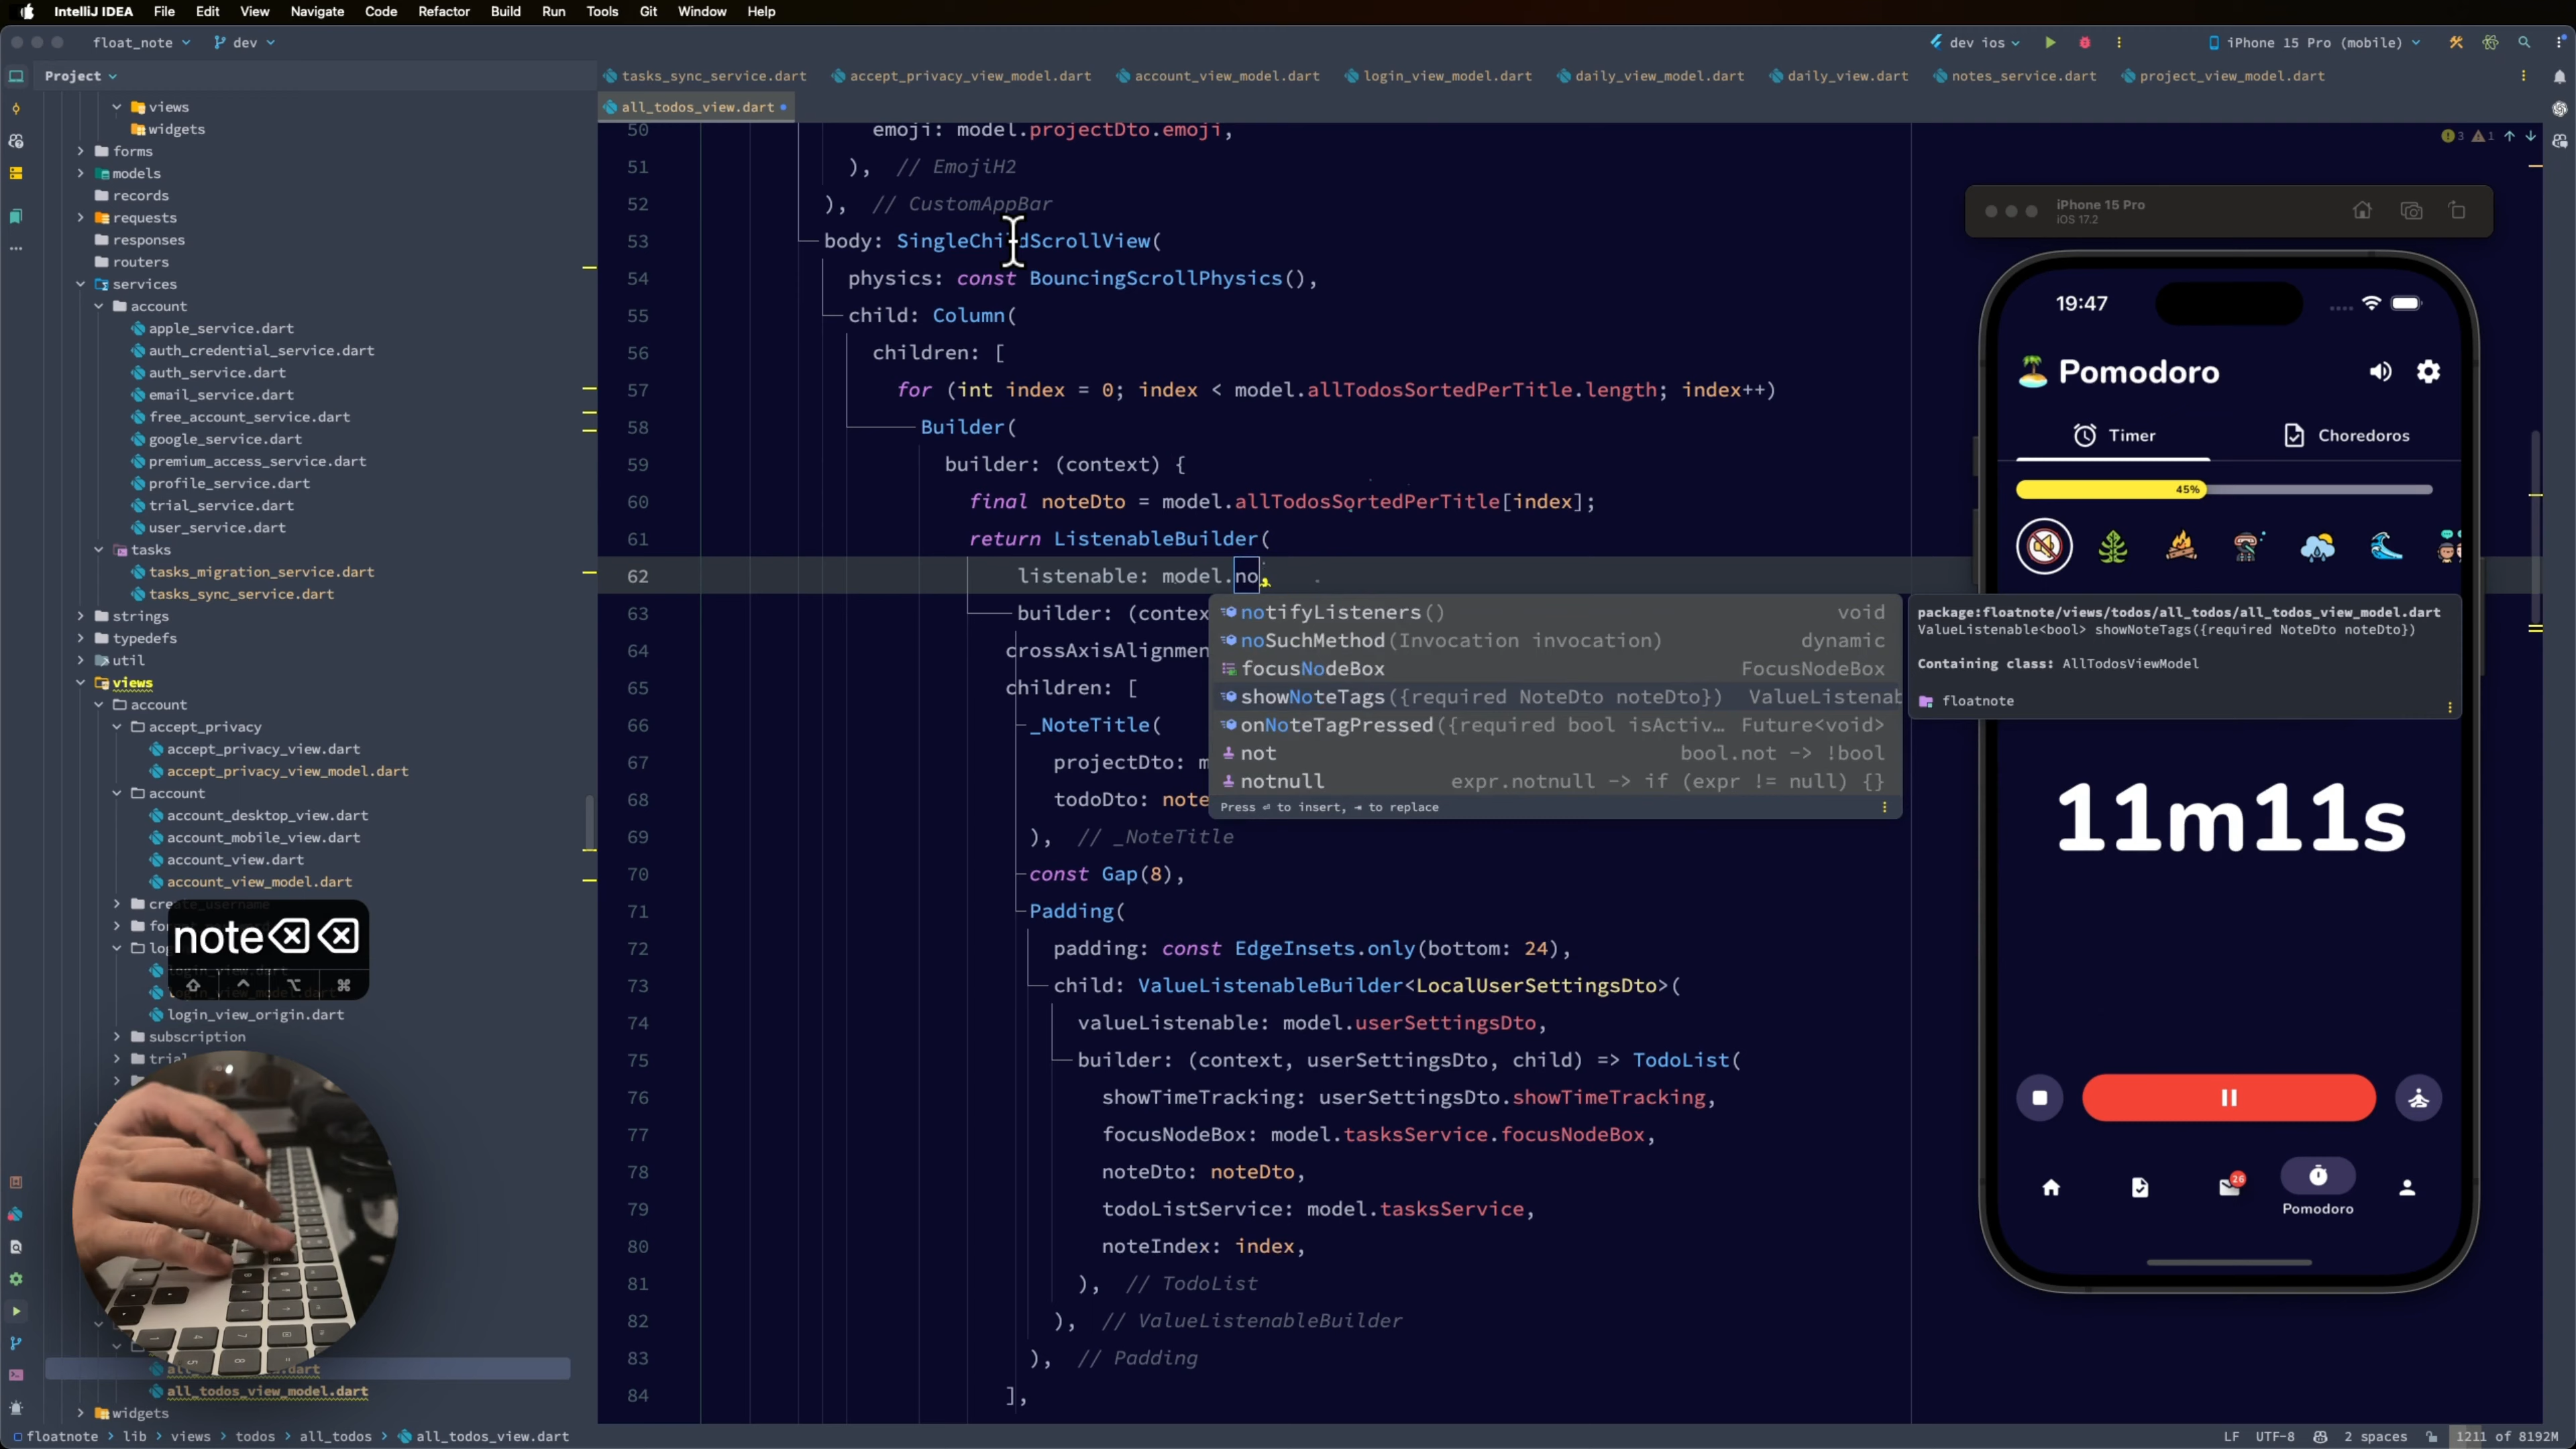 IntelliJ IDEA File Edit View Navigate Code Refactor Build Run Tools Git Window Help
float_note dev dev ios iPhone 15 Pro (mobile)
Project
tasks_sync_service.dart accept_privacy_view_model.dart account_view_model.dart login_view_model.dart daily_view_model.dart daily_view.dart notes_service.dart project_view_model.dart
all_todos_view.dart
views
widgets
forms
models
records
requests
responses
routers
services
account
apple_service.dart
auth_credential_service.dart
auth_service.dart
email_service.dart
free_account_service.dart
google_service.dart
premium_access_service.dart
profile_service.dart
trial_service.dart
user_service.dart
tasks
tasks_migration_service.dart
tasks_sync_service.dart
strings
typedefs
util
views
account
accept_privacy
accept_privacy_view.dart
accept_privacy_view_model.dart
account
account_desktop_view.dart
account_mobile_view.dart
account_view.dart
account_view_model.dart
create_username
login_view.dart
login_view_model.dart
login_view_origin.dart
subscription
all_todos_view_model.dart
widgets
note⌫⌫
⇧ ^ ⌥ ⌘
50 emoji: model.projectDto.emoji,
51 ), // EmojiH2
52 ), // CustomAppBar
53 body: SingleChildScrollView(
54 physics: const BouncingScrollPhysics(),
55 child: Column(
56 children: [
57 for (int index = 0; index < model.allTodosSortedPerTitle.length; index++)
58 Builder(
59 builder: (context) {
60 final noteDto = model.allTodosSortedPerTitle[index];
61 return ListenableBuilder(
62 listenable: model.no,
63 builder: (contex
64 crossAxisAlignmen
65 children: [
66 _NoteTitle(
67 projectDto: m
68 todoDto: note
69 ), // _NoteTitle
70 const Gap(8),
71 Padding(
72 padding: const EdgeInsets.only(bottom: 24),
73 child: ValueListenableBuilder<LocalUserSettingsDto>(
74 valueListenable: model.userSettingsDto,
75 builder: (context, userSettingsDto, child) => TodoList(
76 showTimeTracking: userSettingsDto.showTimeTracking,
77 focusNodeBox: model.tasksService.focusNodeBox,
78 noteDto: noteDto,
79 todoListService: model.tasksService,
80 noteIndex: index,
81 ), // TodoList
82 ), // ValueListenableBuilder
83 ), // Padding
84 ],
notifyListeners() void
noSuchMethod(Invocation invocation) dynamic
focusNodeBox FocusNodeBox
showNoteTags({required NoteDto noteDto}) ValueListenab
onNoteTagPressed({required bool isActiv… Future<void>
not bool.not -> !bool
notnull expr.notnull -> if (expr != null) {}
Press ⏎ to insert, ⇥ to replace
package:floatnote/views/todos/all_todos/all_todos_view_model.dart
ValueListenable<bool> showNoteTags({required NoteDto noteDto})
Containing class: AllTodosViewModel
floatnote
3 1
iPhone 15 Pro
iOS 17.2
19:47
Pomodoro
Timer Choredoros
45%
11m11s
26
Pomodoro
floatnote > lib > views > todos > all_todos > all_todos_view.dart
LF UTF-8 2 spaces 1211 of 8192M